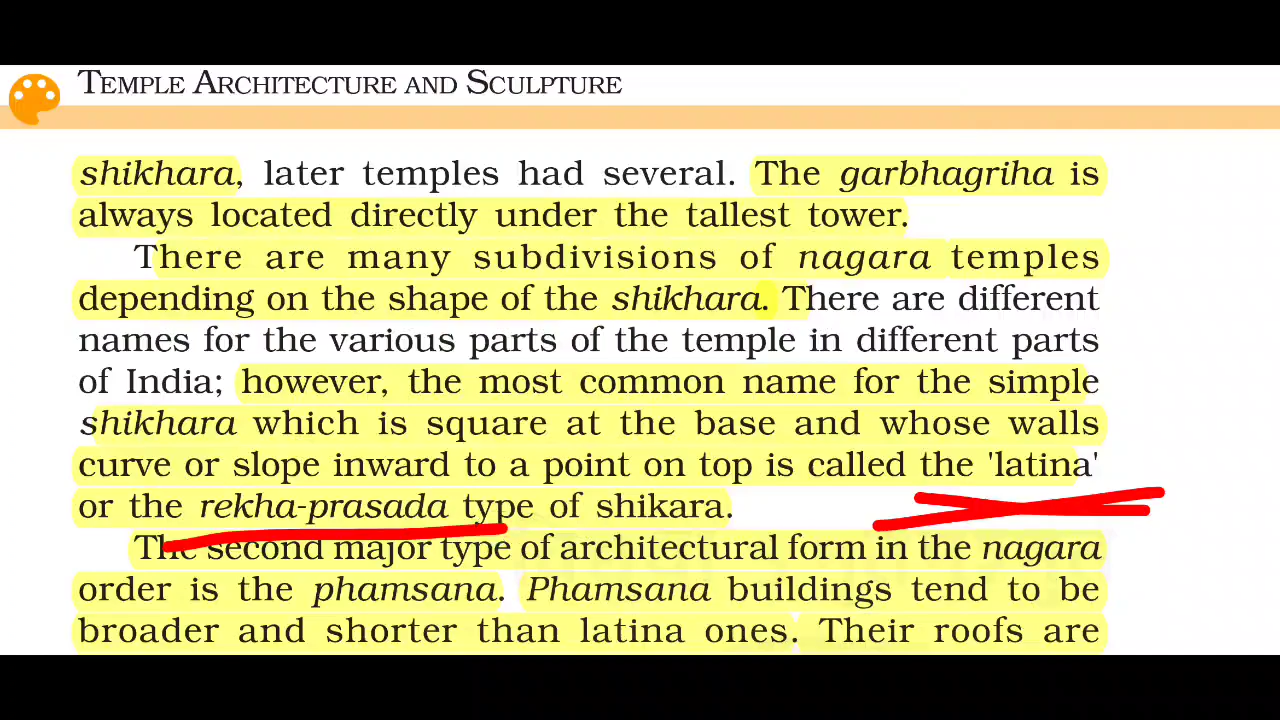 TEMPLE ARCHITECTURE AND SCULPTURE
shikhara, later temples had several. The garbhagriha is
always located directly under the tallest tower.
There are many subdivisions of nagara temples
depending on the shape of the shikhara. There are different
names for the various parts of the temple in different parts
of India; however, the most common name for the simple
shikhara which is square at the base and whose walls
curve or slope inward to a point on top is called the 'latina'
or the rekha-prasada type of shikara.
The second major type of architectural form in the nagara
order is the phamsana. Phamsana buildings tend to be
broader and shorter than latina ones. Their roofs are